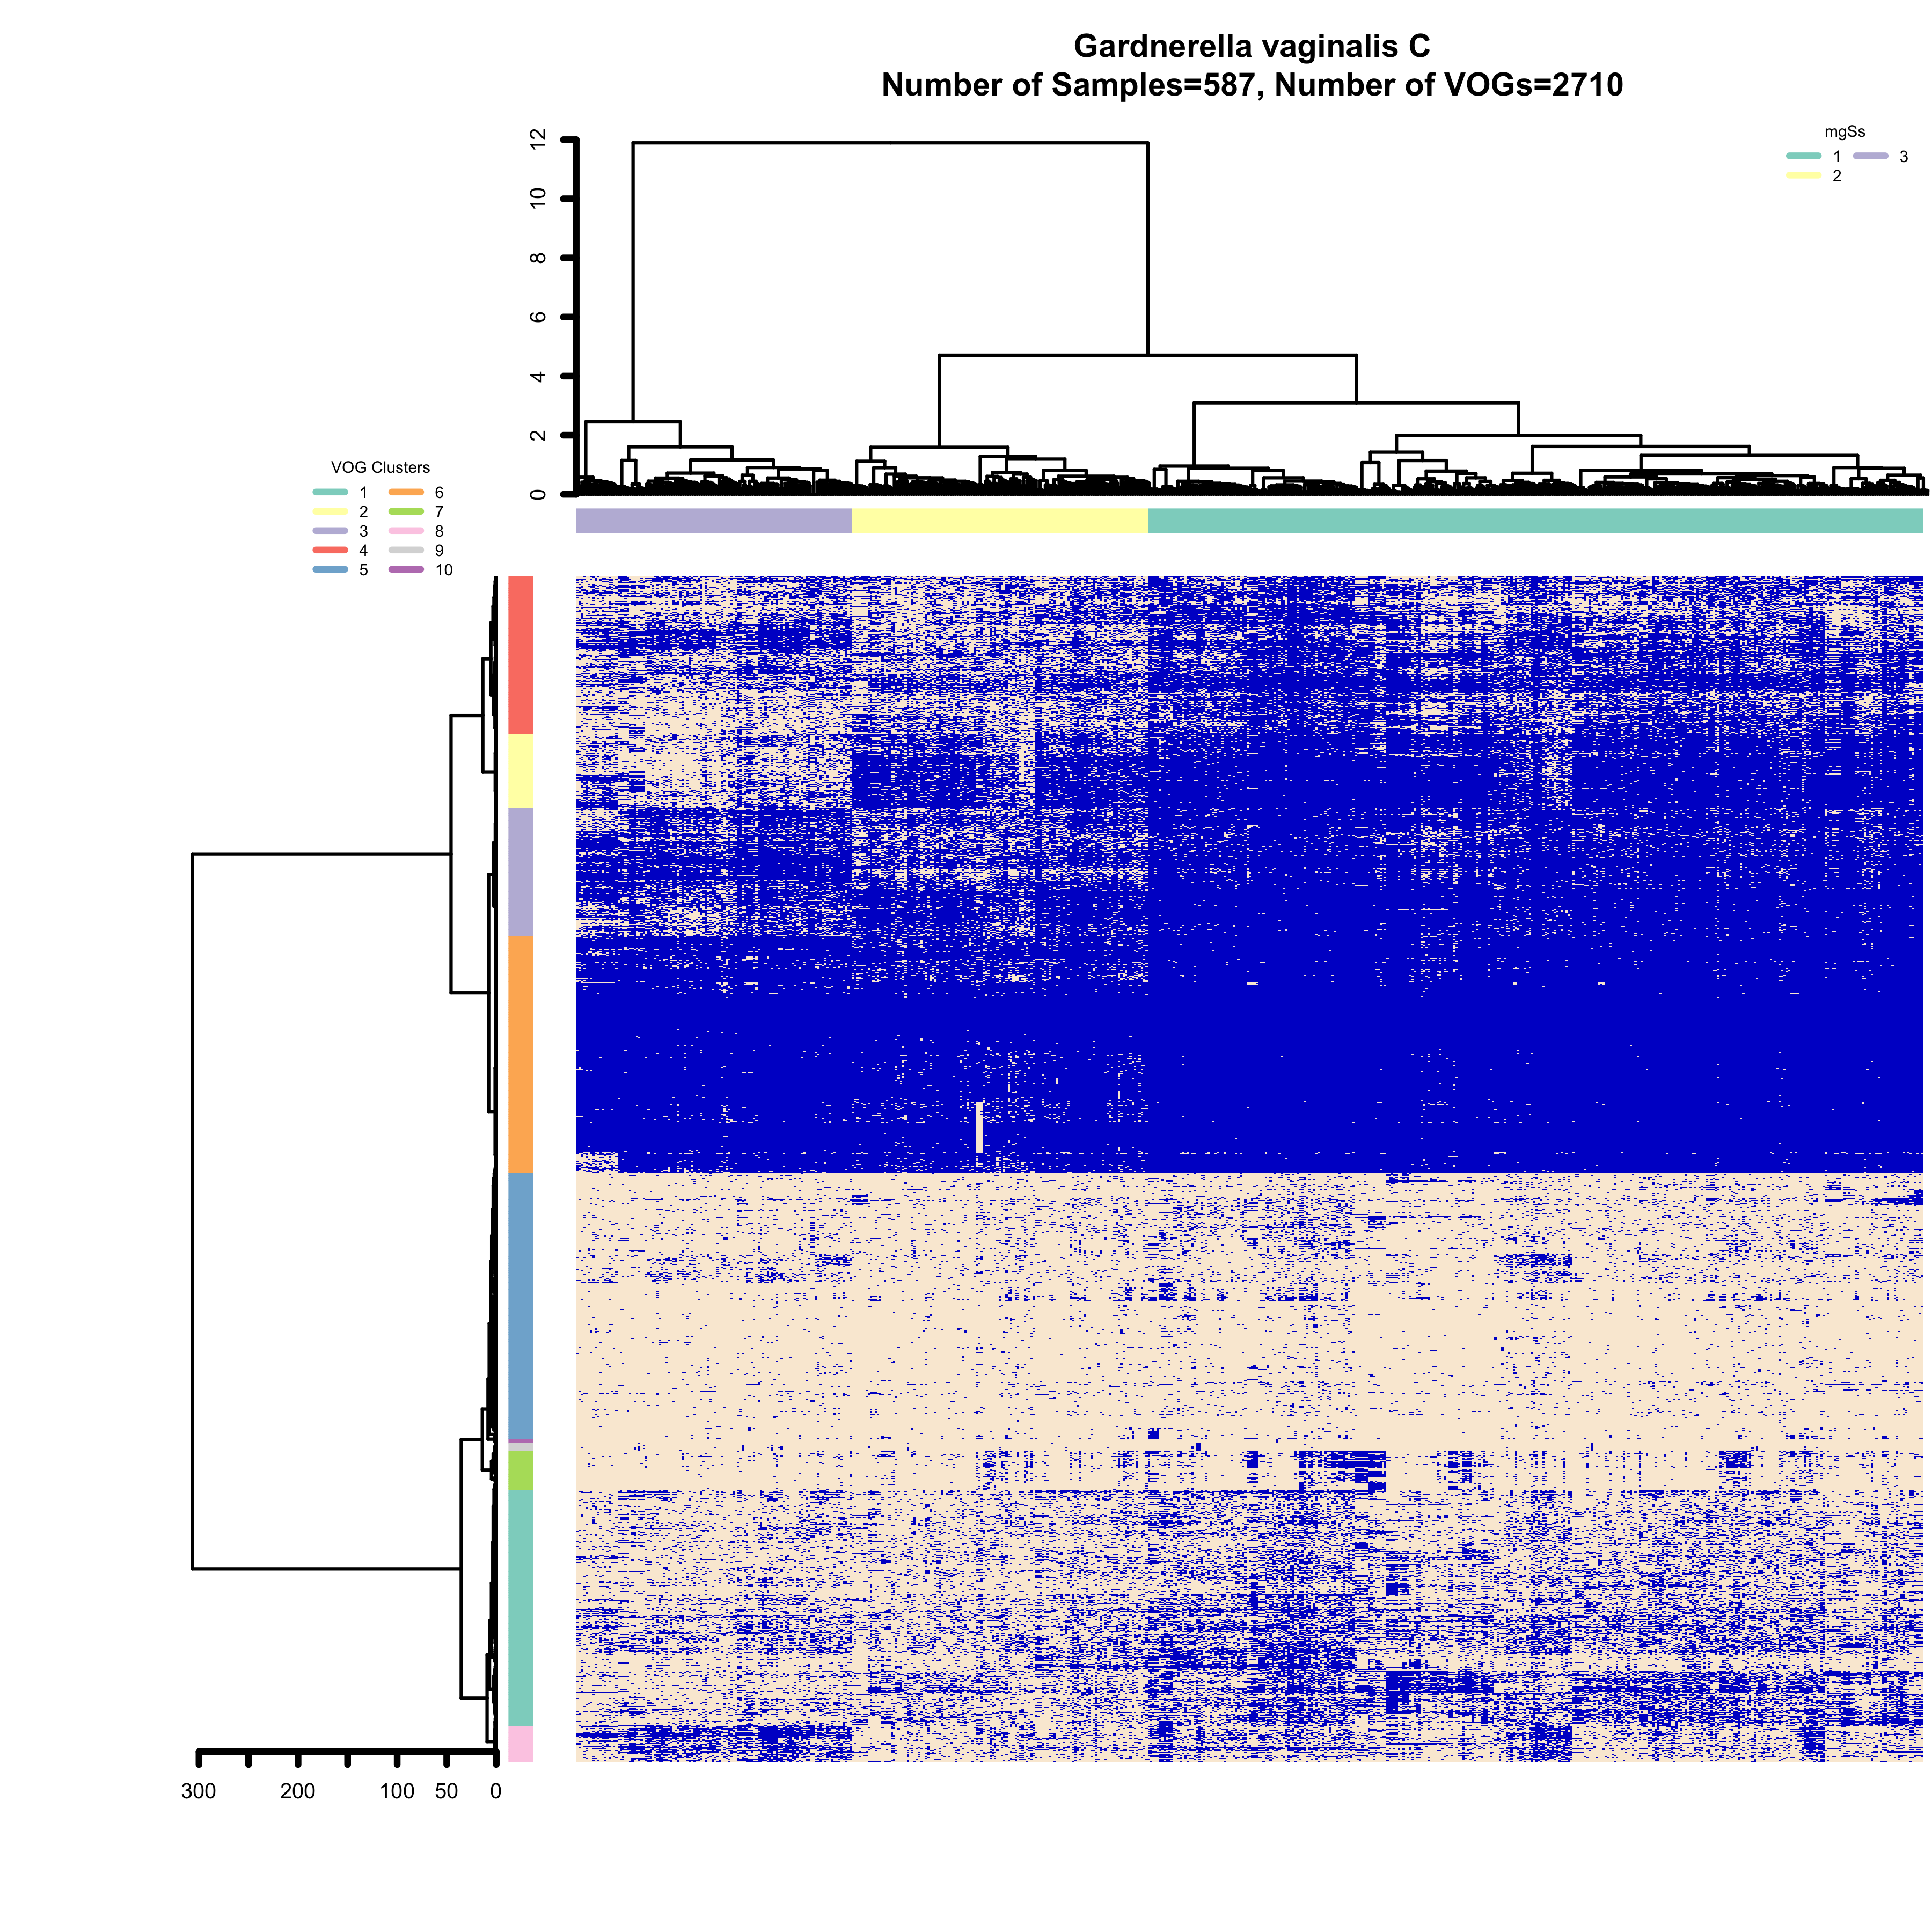 Gardnerella vaginalis C
Number of Samples=587, Number of VOGs=2710
mgSs
1 3
2
12
10
8
6
4
2
0
VOG Clusters
1 6
2 7
3 8
4 9
5 10
300 200 100 50 0